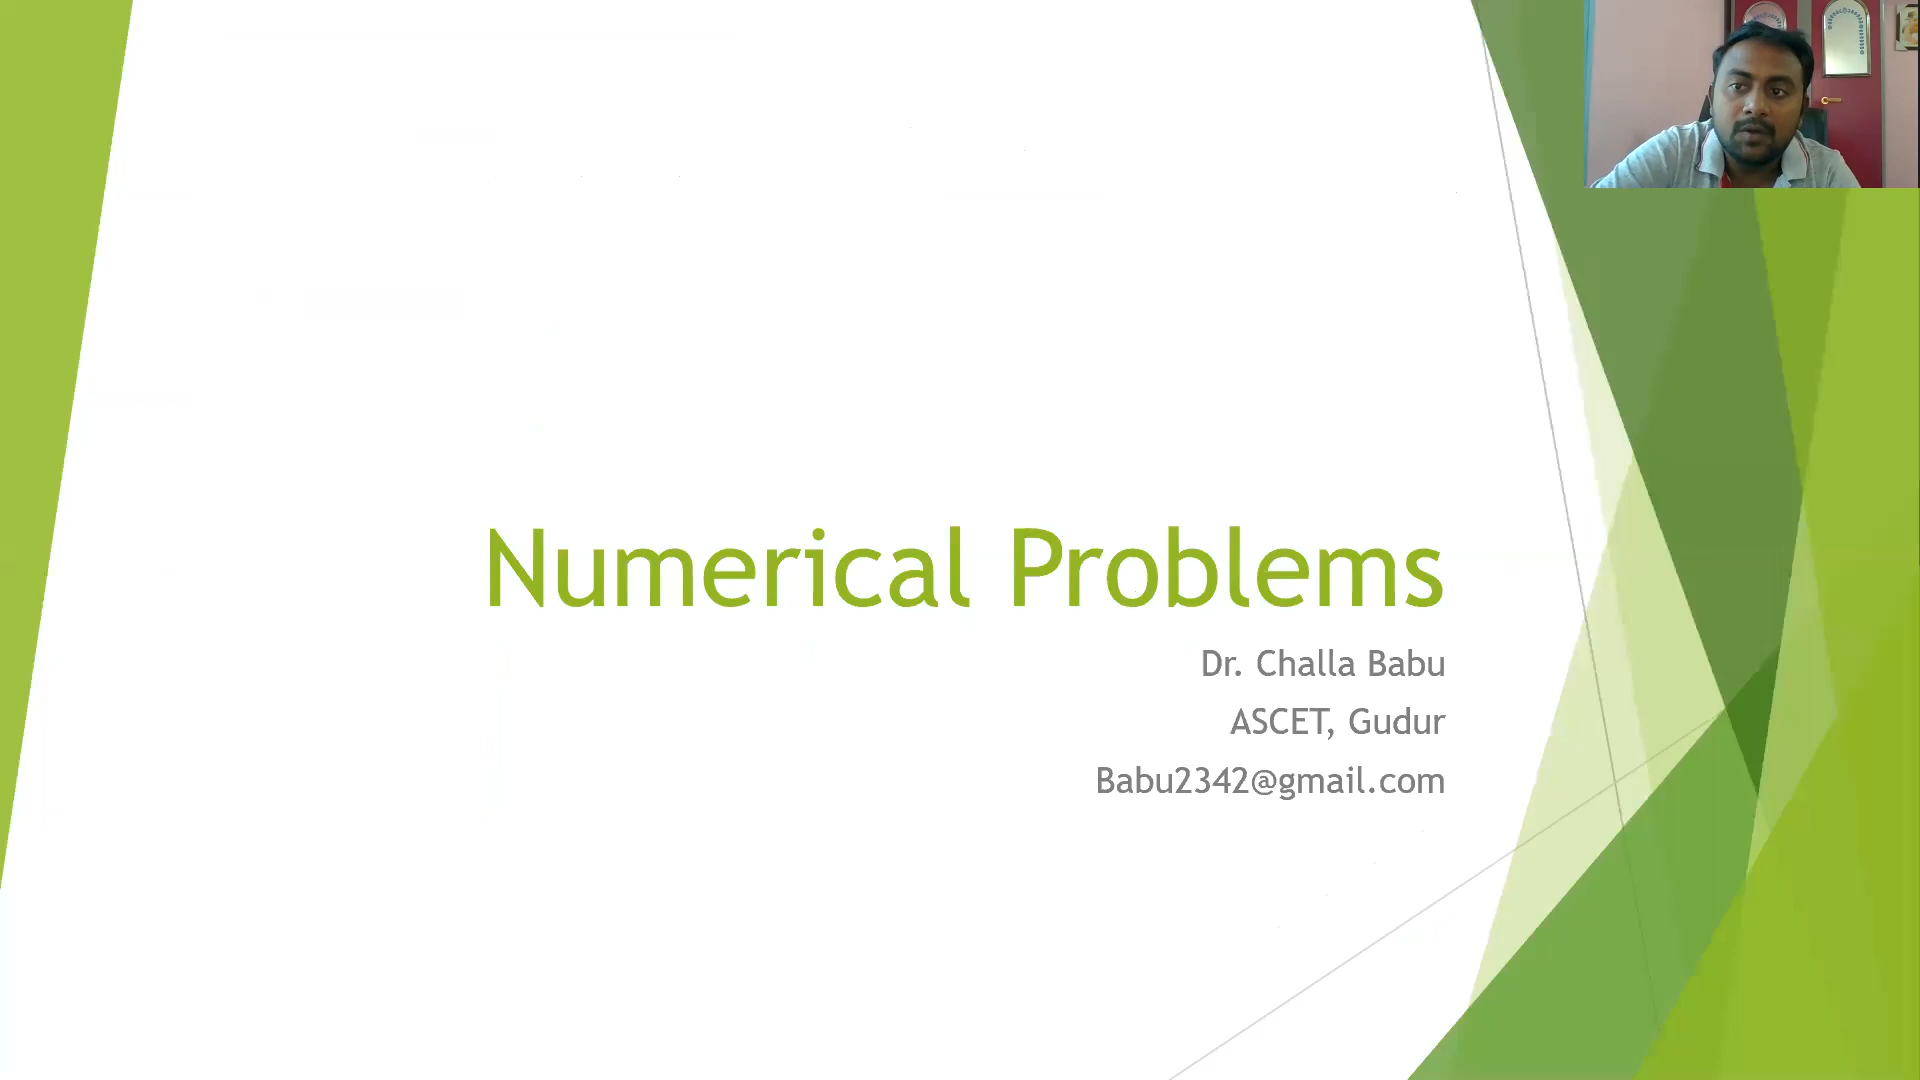 Numerical Problems
Dr. Challa Babu
ASCET, Gudur
Babu2342@gmail.com